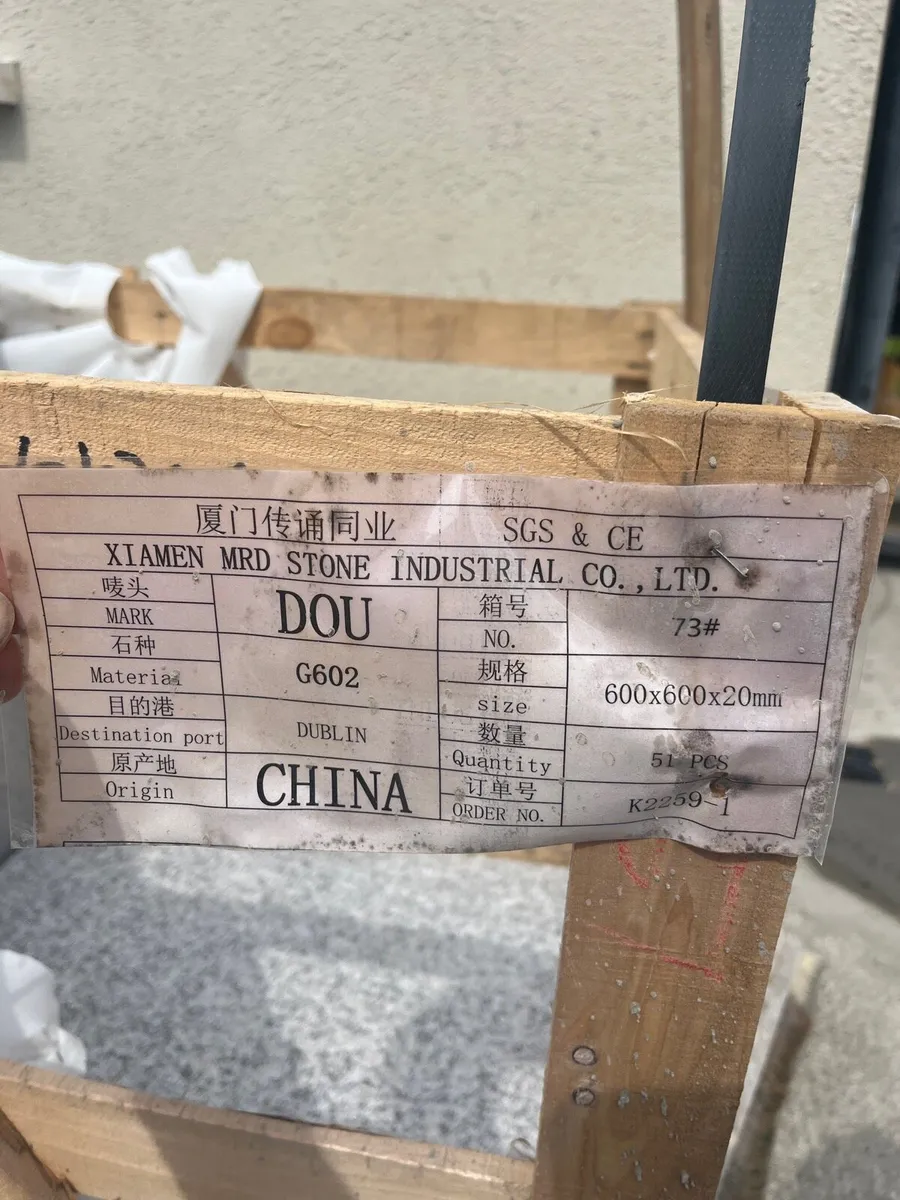 厦门传诵同业 SGS & CE
XIAMEN MRD STONE INDUSTRIAL CO.,LTD.
唛头
MARK
DOU
箱号
NO.
73#
石种
Material
G602
规格
size
600x600x20mm
目的港
Destination port
DUBLIN
数量
Quantity
51 PCS
原产地
Origin
CHINA
订单号
ORDER NO.
K2259-1